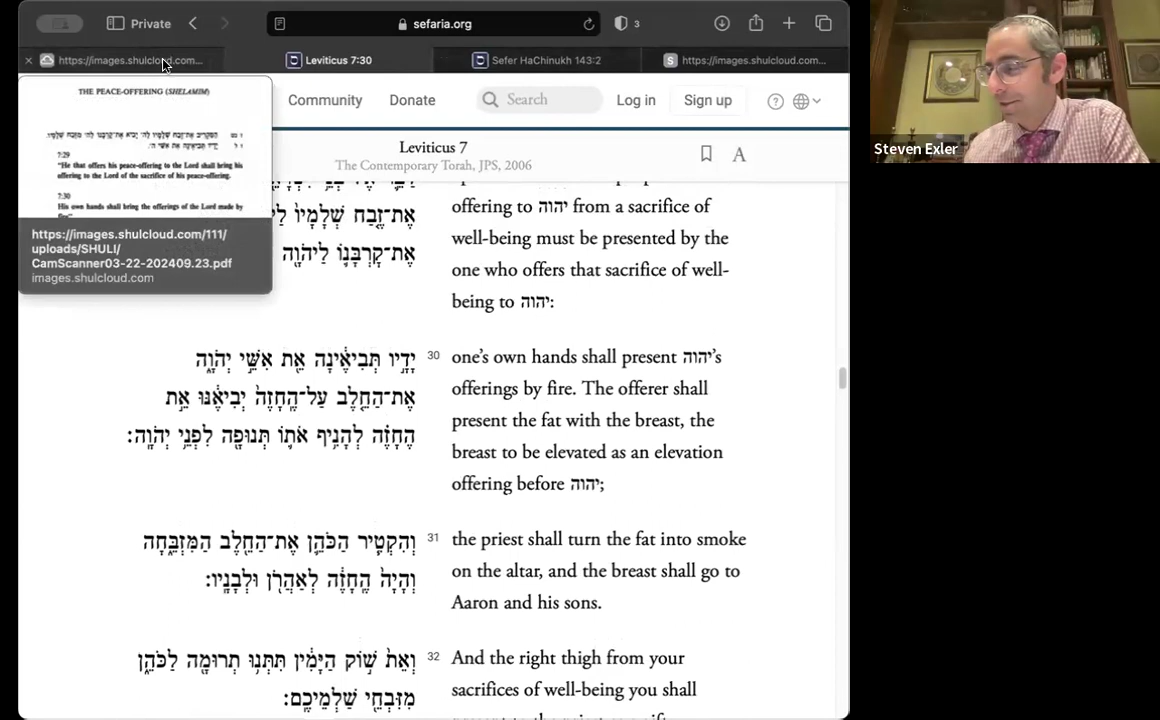 Private
sefaria.org
3
https://images.shulcloud.com...
Leviticus 7:30
Sefer HaChinukh 143:2
https://images.shulcloud.com...
THE PEACE-OFFERING (SHELAMIM)
7:29
"He that offers his peace-offering to the Lord shall bring his
offering to the Lord of the sacrifice of his peace-offering.
7:30
His own hands shall bring the offerings of the Lord made by
fire"
https://images.shulcloud.com/111/
uploads/SHULI/
CamScanner03-22-202409.23.pdf
images.shulcloud.com
Community
Donate
Search
Log in
Sign up
Leviticus 7
The Contemporary Torah, JPS, 2006
A
אֶת־זֶ֤בַח שְׁלָמָיו֙
אֶת־קׇרְבָּנ֛וֹ לַיהֹוָ֖ה
offering to יהוה from a sacrifice of
well-being must be presented by the
one who offers that sacrifice of well-
being to יהוה:
יָדָ֣יו תְּבִיאֶ֔ינָה אֵ֖ת אִשֵּׁ֣י יְהֹוָ֑ה
אֶת־הַחֵ֤לֶב עַל־הֶֽחָזֶה֙ יְבִיאֶ֔נּוּ אֵ֣ת
הֶחָזֶ֗ה לְהָנִ֥יף אֹת֛וֹ תְּנוּפָ֖ה לִפְנֵ֥י יְהֹוָֽה׃
30
one's own hands shall present יהוה's
offerings by fire. The offerer shall
present the fat with the breast, the
breast to be elevated as an elevation
offering before יהוה;
וְהִקְטִ֧יר הַכֹּהֵ֛ן אֶת־הַחֵ֖לֶב הַמִּזְבֵּ֑חָה
וְהָיָה֙ הֶֽחָזֶ֔ה לְאַהֲרֹ֖ן וּלְבָנָֽיו׃
31
the priest shall turn the fat into smoke
on the altar, and the breast shall go to
Aaron and his sons.
וְאֵת֙ שׁ֣וֹק הַיָּמִ֔ין תִּתְּנ֥וּ תְרוּמָ֖ה לַכֹּהֵ֑ן
מִזִּבְחֵ֖י שַׁלְמֵיכֶֽם׃
32
And the right thigh from your
sacrifices of well-being you shall
Steven Exler